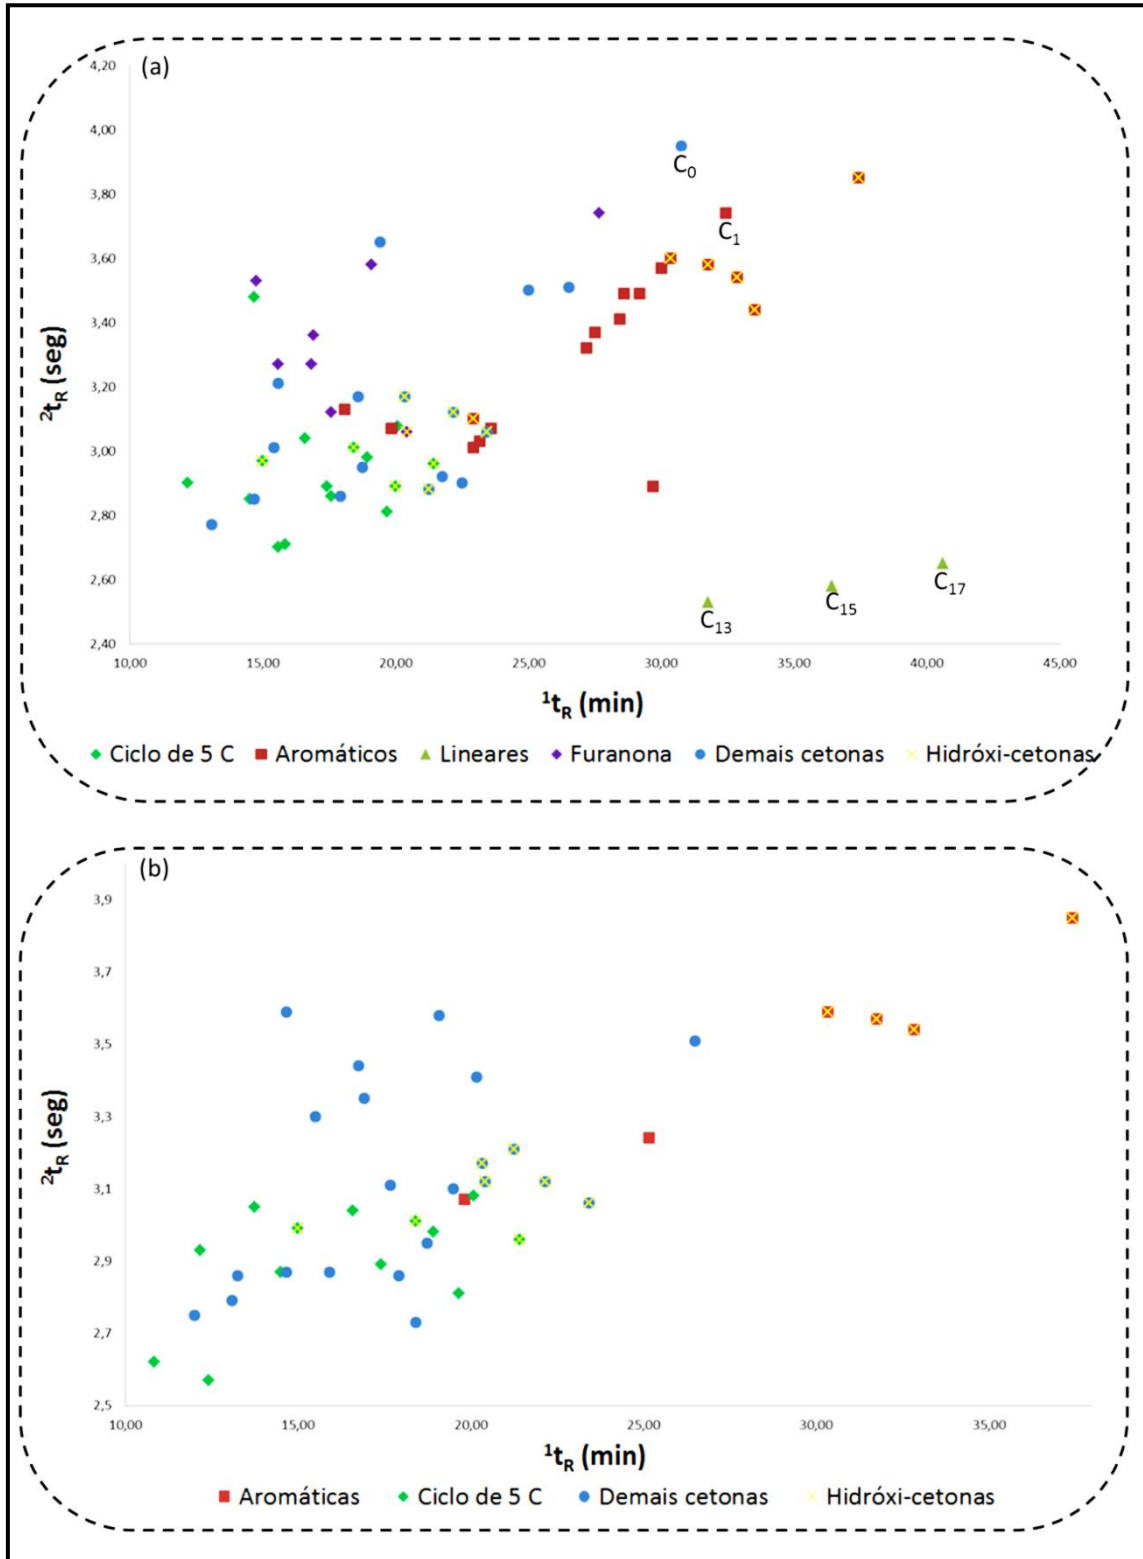 (a)
4,20
4,00
3,80
3,60
3,40
3,20
3,00
2,80
2,60
2,40
²tR (seg)
C0
C1
C13
C15
C17
10,00 15,00 20,00 25,00 30,00 35,00 40,00 45,00
¹tR (min)
Ciclo de 5 C Aromáticos Lineares Furanona Demais cetonas Hidróxi-cetonas
(b)
3,9
3,7
3,5
3,3
3,1
2,9
2,7
2,5
²tR (seg)
10,00 15,00 20,00 25,00 30,00 35,00
¹tR (min)
Aromáticas Ciclo de 5 C Demais cetonas Hidróxi-cetonas